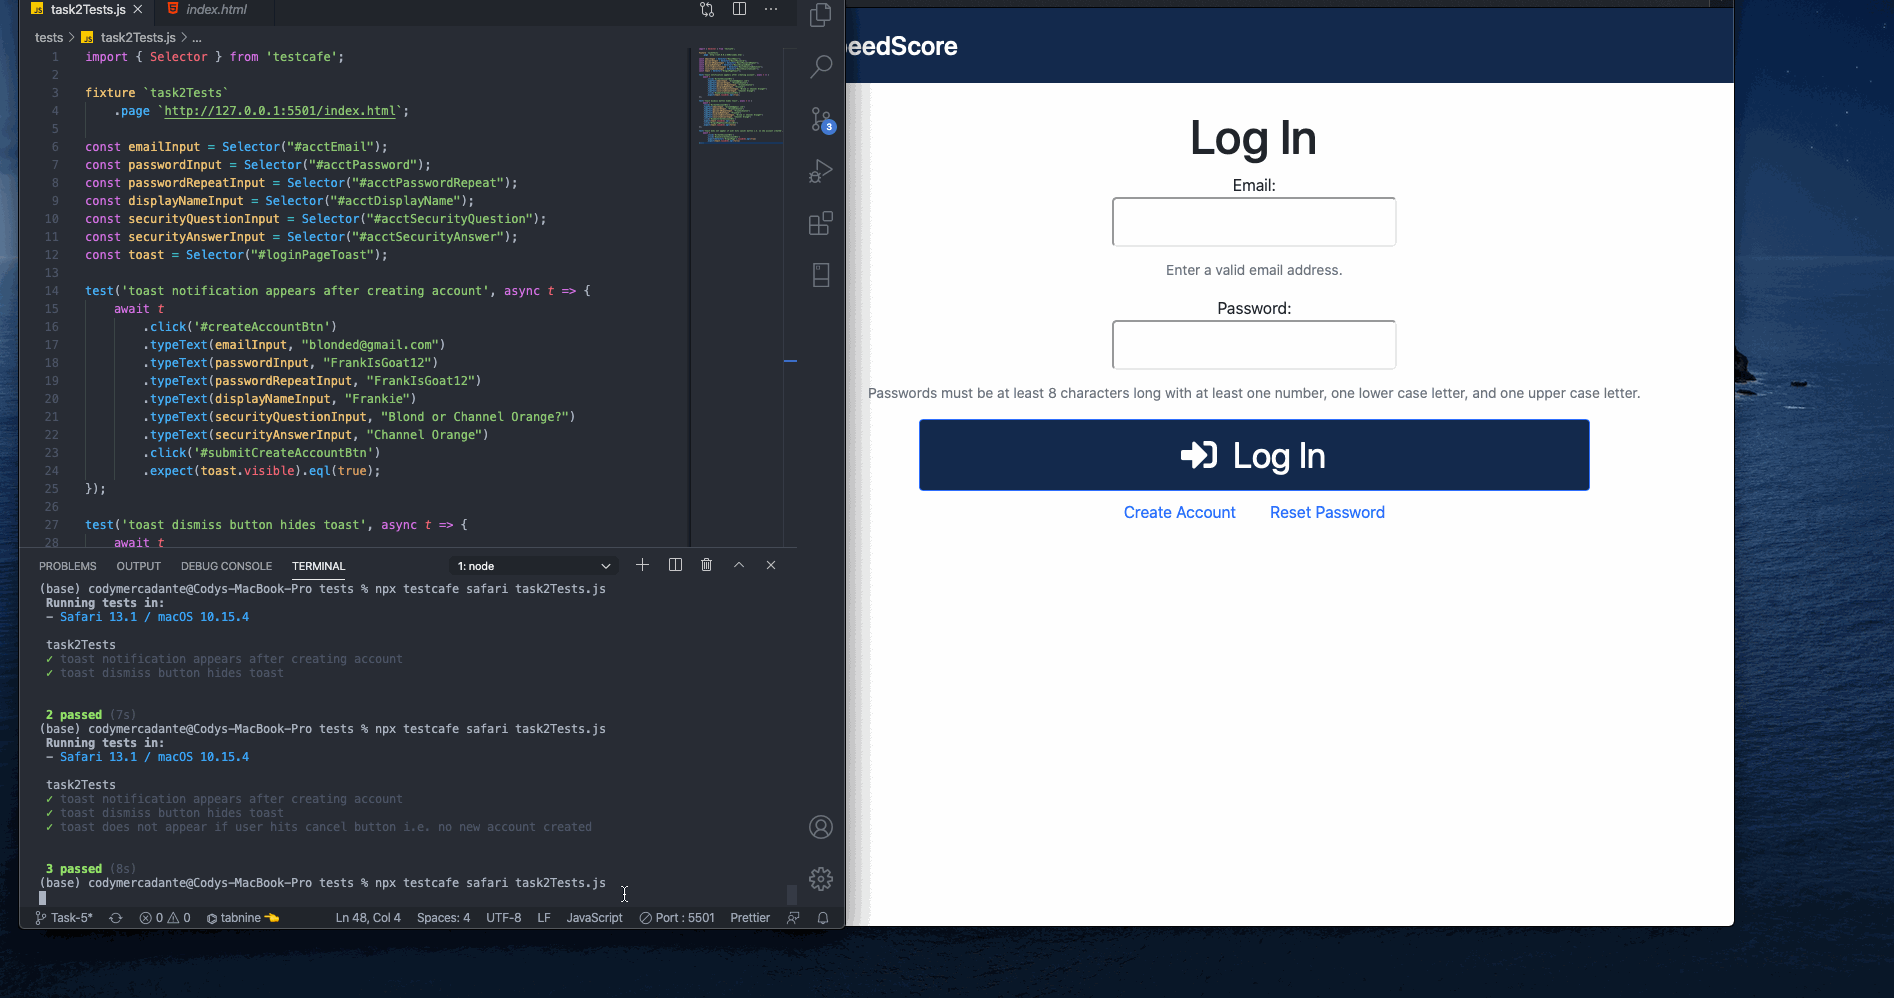 task2Tests.js
index.html
tests > task2Tests.js > ...
1 import { Selector } from 'testcafe';
2
3 fixture `task2Tests`
4 .page `http://127.0.0.1:5501/index.html`;
5
6 const emailInput = Selector("#acctEmail");
7 const passwordInput = Selector("#acctPassword");
8 const passwordRepeatInput = Selector("#acctPasswordRepeat");
9 const displayNameInput = Selector("#acctDisplayName");
10 const securityQuestionInput = Selector("#acctSecurityQuestion");
11 const securityAnswerInput = Selector("#acctSecurityAnswer");
12 const toast = Selector("#loginPageToast");
13
14 test('toast notification appears after creating account', async t => {
15 await t
16 .click('#createAccountBtn')
17 .typeText(emailInput, "blonded@gmail.com")
18 .typeText(passwordInput, "FrankIsGoat12")
19 .typeText(passwordRepeatInput, "FrankIsGoat12")
20 .typeText(displayNameInput, "Frankie")
21 .typeText(securityQuestionInput, "Blond or Channel Orange?")
22 .typeText(securityAnswerInput, "Channel Orange")
23 .click('#submitCreateAccountBtn')
24 .expect(toast.visible).eql(true);
25 });
26
27 test('toast dismiss button hides toast', async t => {
28 await t
3
PROBLEMS OUTPUT DEBUG CONSOLE TERMINAL 1: node
(base) codymercadante@Codys-MacBook-Pro tests % npx testcafe safari task2Tests.js
Running tests in:
- Safari 13.1 / macOS 10.15.4
task2Tests
✓ toast notification appears after creating account
✓ toast dismiss button hides toast
2 passed (7s)
(base) codymercadante@Codys-MacBook-Pro tests % npx testcafe safari task2Tests.js
Running tests in:
- Safari 13.1 / macOS 10.15.4
task2Tests
✓ toast notification appears after creating account
✓ toast dismiss button hides toast
✓ toast does not appear if user hits cancel button i.e. no new account created
3 passed (8s)
(base) codymercadante@Codys-MacBook-Pro tests % npx testcafe safari task2Tests.js
Task-5* 0 0 tabnine Ln 48, Col 4 Spaces: 4 UTF-8 LF JavaScript Port : 5501 Prettier
eedScore
Log In
Email:
Enter a valid email address.
Password:
Passwords must be at least 8 characters long with at least one number, one lower case letter, and one upper case letter.
Log In
Create Account Reset Password